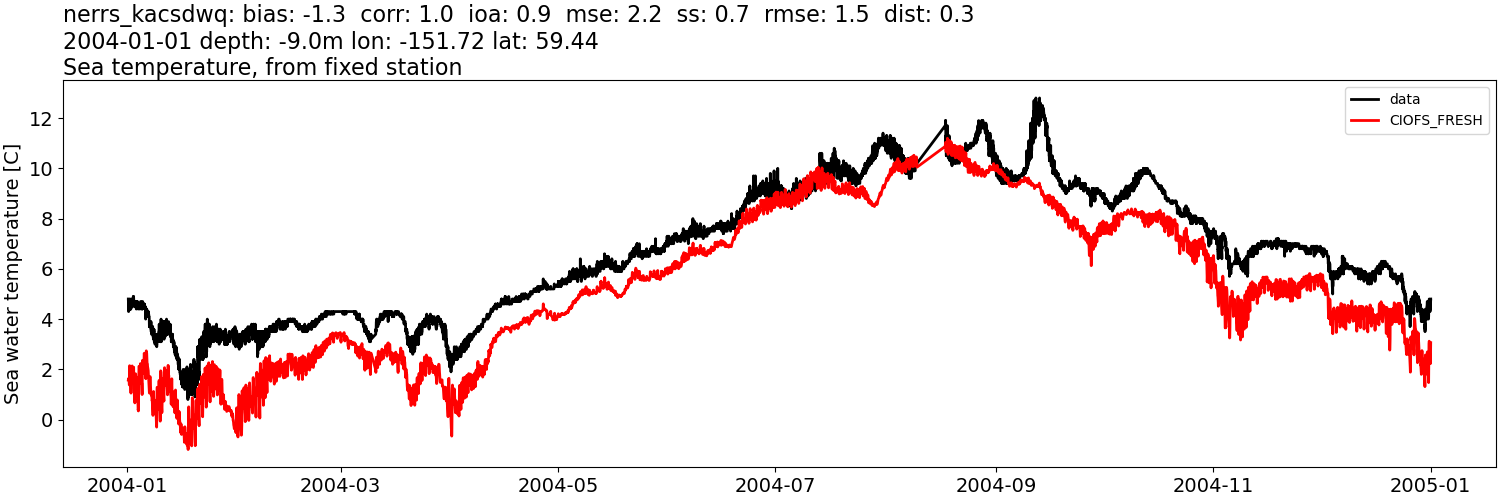 nerrs_kacsdwq: bias: -1.3  corr: 1.0  ioa: 0.9  mse: 2.2  ss: 0.7  rmse: 1.5  dist: 0.3
2004-01-01 depth: -9.0m lon: -151.72 lat: 59.44
Sea temperature, from fixed station
Sea water temperature [C]
12
10
8
6
4
2
0
data
CIOFS_FRESH
2004-01
2004-03
2004-05
2004-07
2004-09
2004-11
2005-01